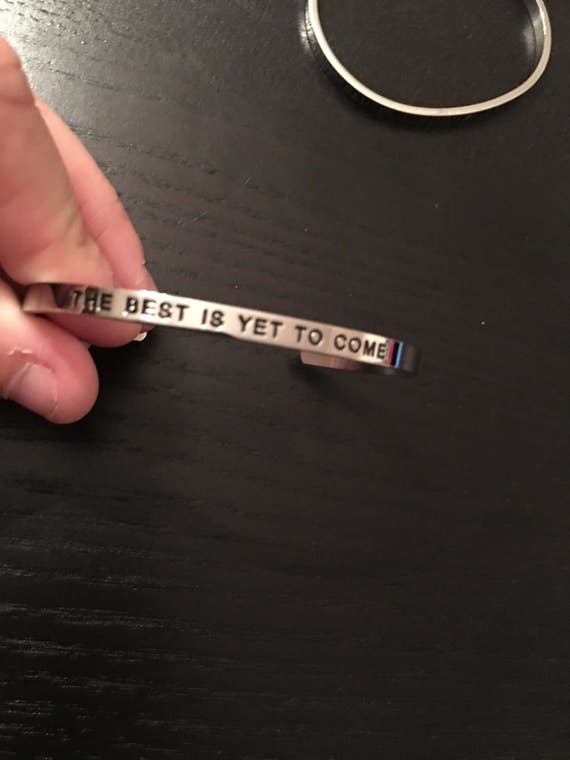 THE BEST IS YET TO COME